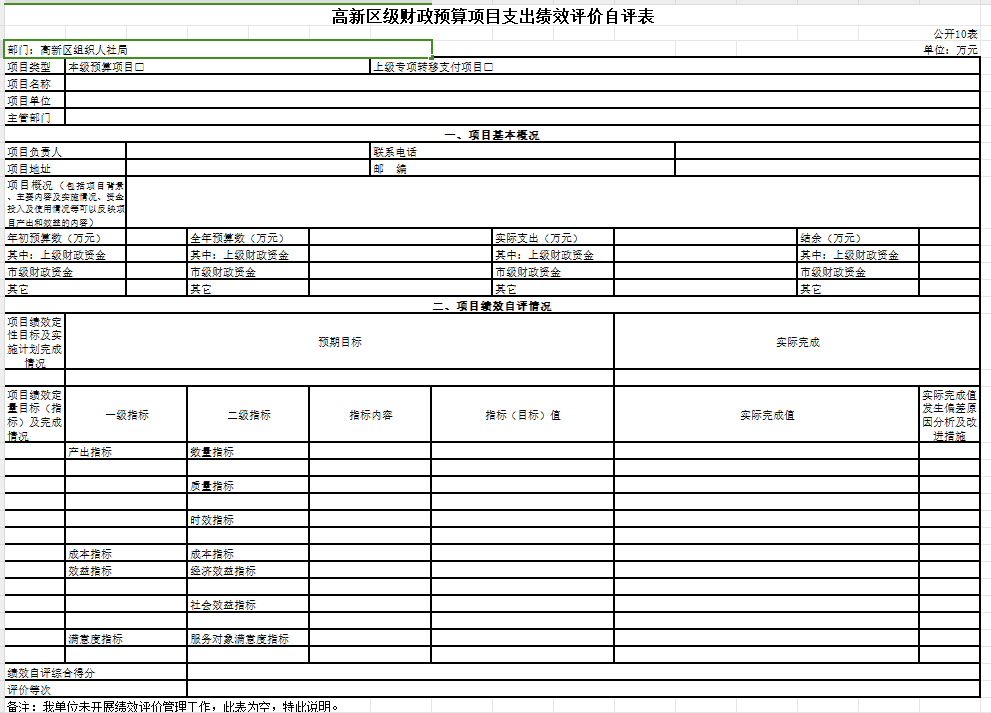 高新区级财政预算项目支出绩效评价自评表
公开10表
部门：高新区组织人社局 单位：万元
项目类型 本级预算项目□ 上级专项转移支付项目□
项目名称
项目单位
主管部门
一、项目基本概况
项目负责人 联系电话
项目地址 邮　编
项目概况（包括项目背景
、主要内容及实施情况、资金
投入及使用情况等可以反映项
目产出和效益的内容）
年初预算数（万元） 全年预算数（万元） 实际支出（万元） 结余（万元）
其中：上级财政资金 其中：上级财政资金 其中：上级财政资金 其中：上级财政资金
市级财政资金 市级财政资金 市级财政资金 市级财政资金
其它 其它 其它 其它
二、项目绩效自评情况
项目绩效定
性目标及实
施计划完成
情况
预期目标 实际完成
项目绩效定
量目标（指
标）及完成
情况
一级指标 二级指标 指标内容 指标（目标）值 实际完成值
实际完成值
发生偏差原
因分析及改
进措施
产出指标 数量指标
质量指标
时效指标
成本指标 成本指标
效益指标 经济效益指标
社会效益指标
满意度指标 服务对象满意度指标
绩效自评综合得分
评价等次
备注：我单位未开展绩效评价管理工作，此表为空，特此说明。